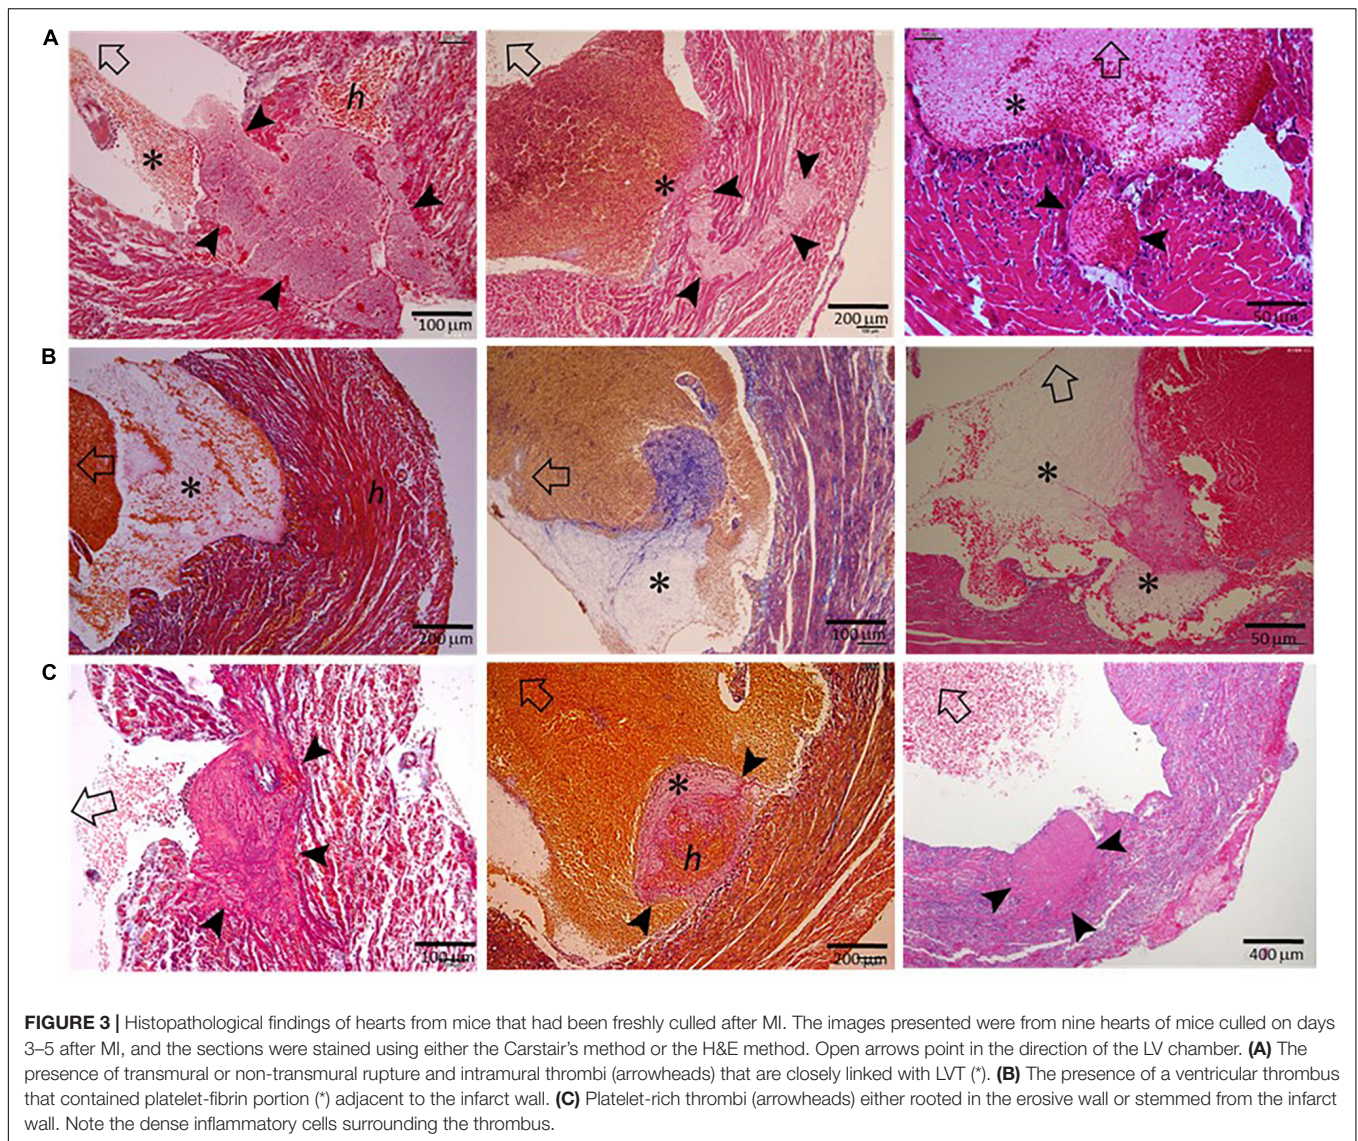 A
*
h
100 µm
*
200 µm
*
50 µm
B
*
h
200 µm
*
100 µm
*
*
50 µm
C
100 µm
*
h
200 µm
400 µm
FIGURE 3 | Histopathological findings of hearts from mice that had been freshly culled after MI. The images presented were from nine hearts of mice culled on days
3–5 after MI, and the sections were stained using either the Carstair's method or the H&E method. Open arrows point in the direction of the LV chamber. (A) The
presence of transmural or non-transmural rupture and intramural thrombi (arrowheads) that are closely linked with LVT (*). (B) The presence of a ventricular thrombus
that contained platelet-fibrin portion (*) adjacent to the infarct wall. (C) Platelet-rich thrombi (arrowheads) either rooted in the erosive wall or stemmed from the infarct
wall. Note the dense inflammatory cells surrounding the thrombus.